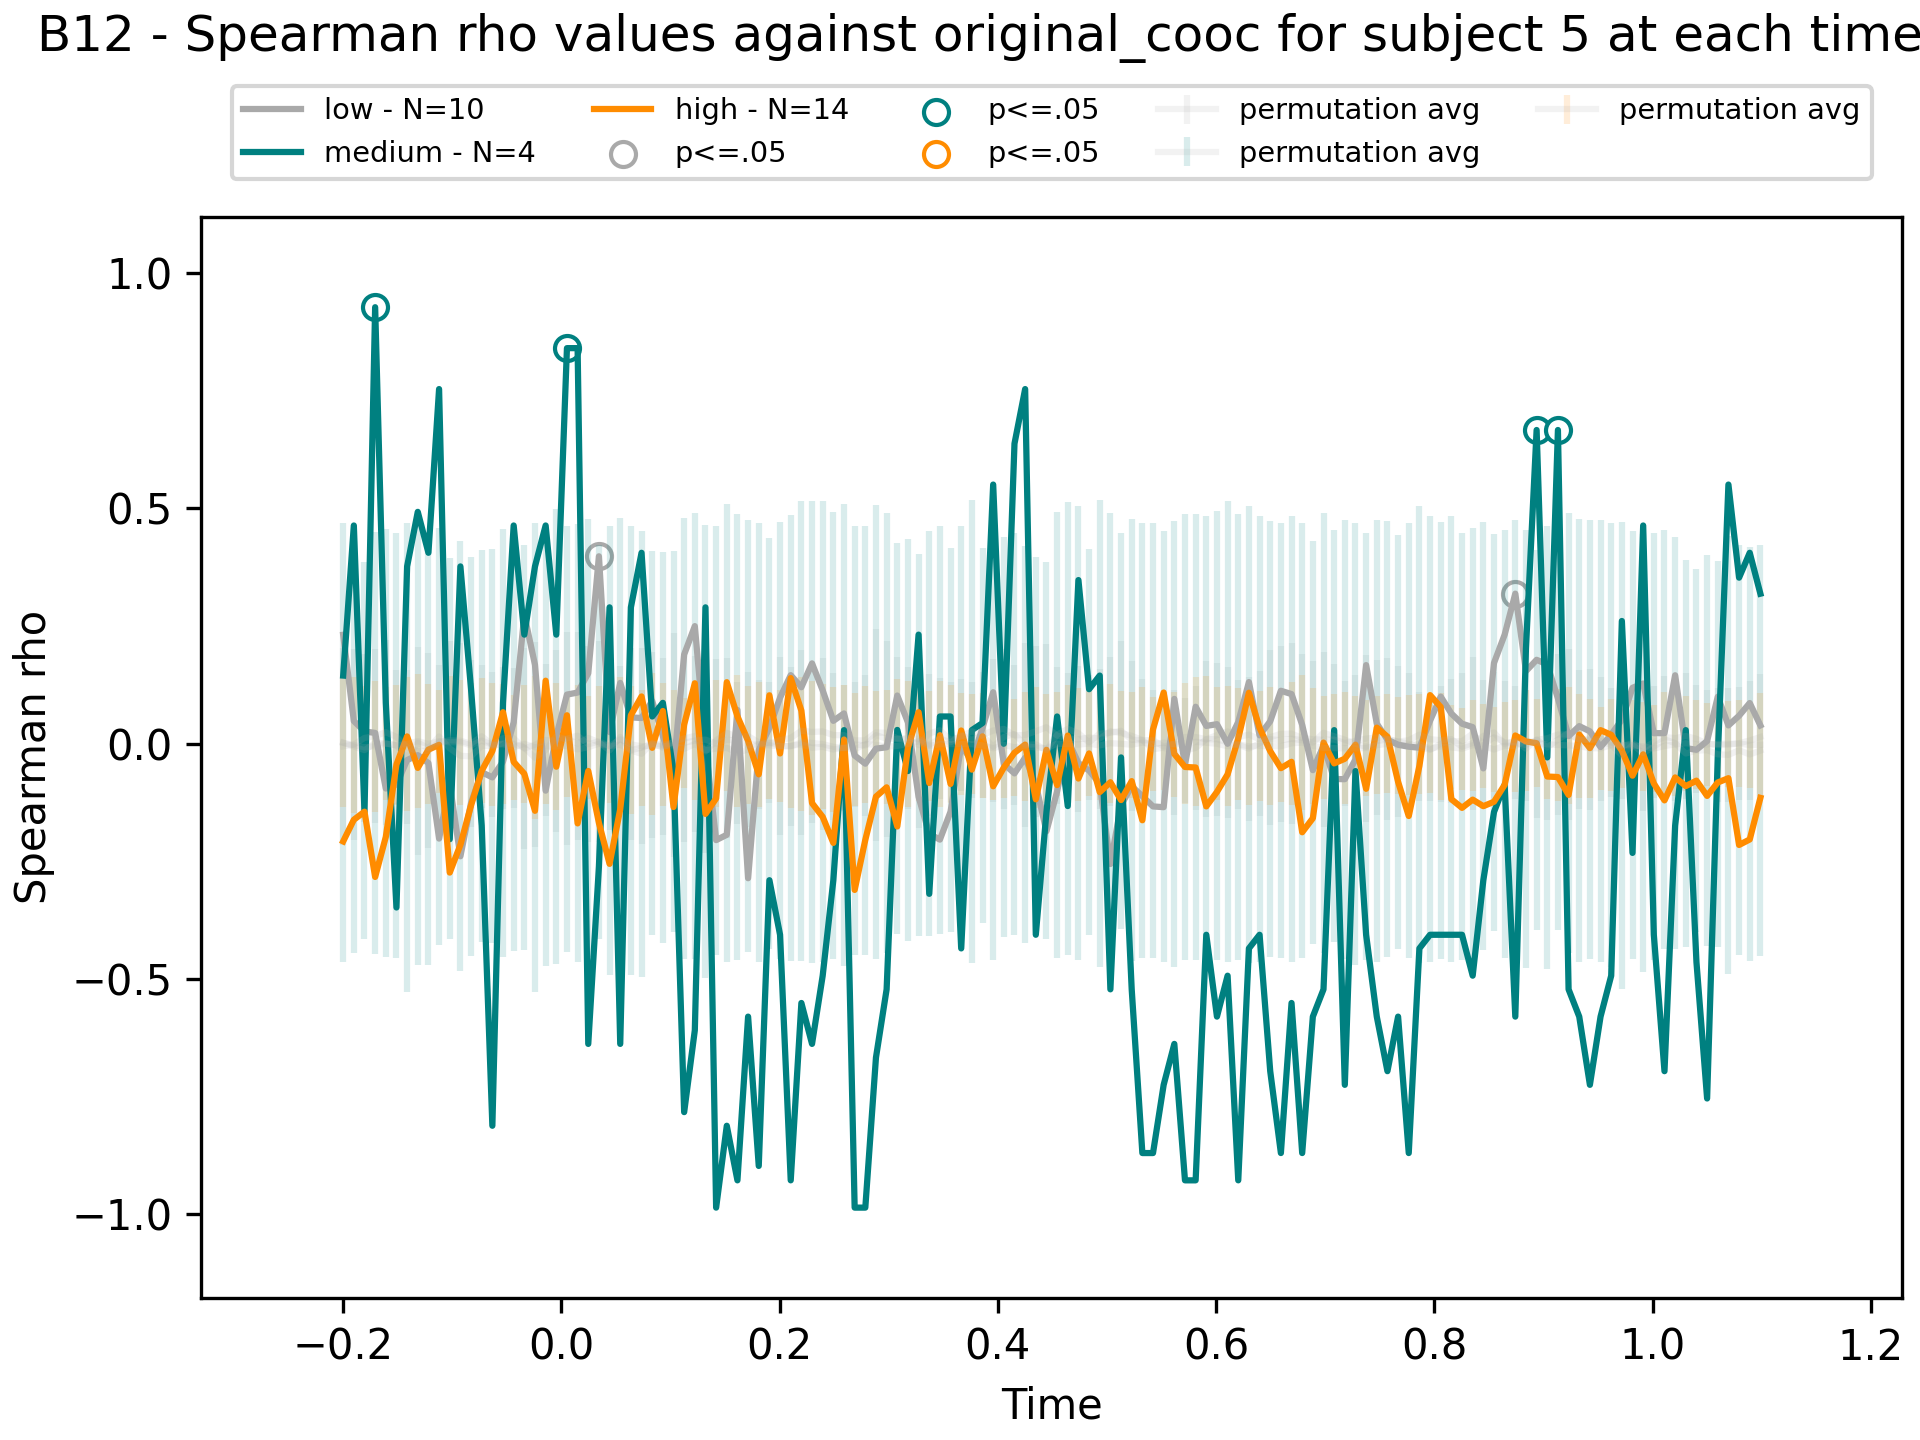 B12 - Spearman rho values against original_cooc for subject 5 at each time
low - N=10 high - N=14 p<=.05 permutation avg permutation avg
medium - N=4 p<=.05 p<=.05 permutation avg
1.0
0.5
0.0
−0.5
−1.0
Spearman rho
−0.2 0.0 0.2 0.4 0.6 0.8 1.0 1.2
Time